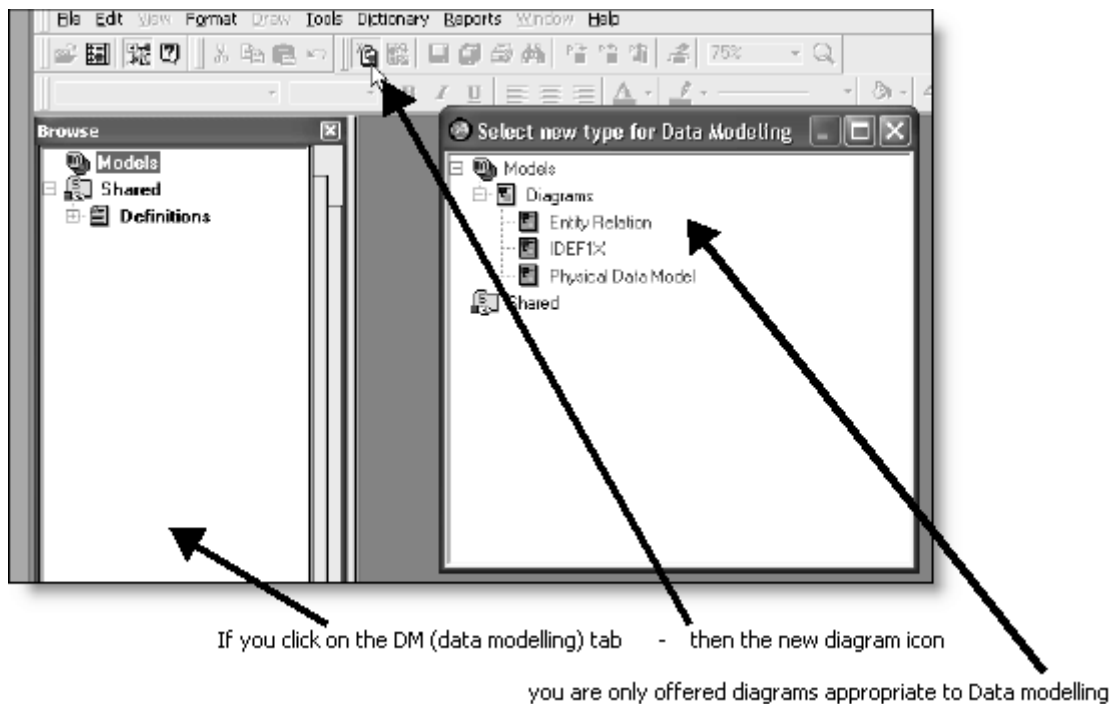 File Edit View Format Draw Tools Dictionary Reports Window Help
75%
B I U A
Browse
Models
Shared
Definitions
Select new type for Data Modeling
Models
Diagrams
Entity Relation
IDEF1X
Physical Data Model
Shared
If you click on the DM (data modelling) tab - then the new diagram icon
you are only offered diagrams appropriate to Data modelling